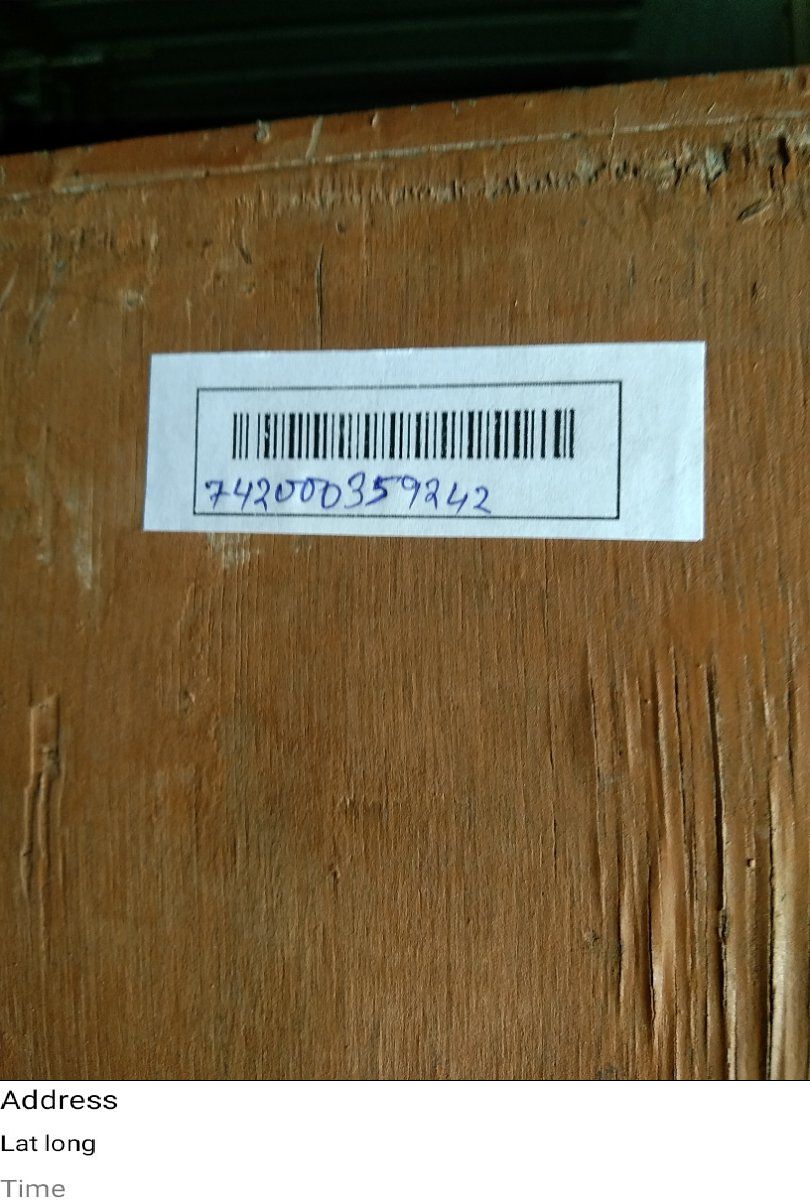 742000359242
Address
Lat long
Time